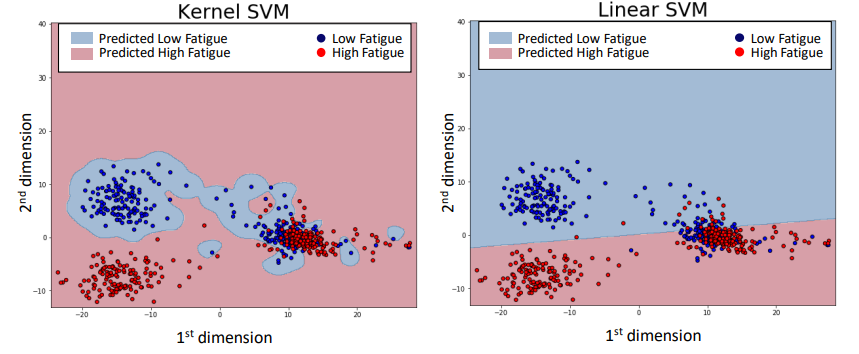 Kernel SVM
Predicted Low Fatigue
Low Fatigue
Predicted High Fatigue
High Fatigue
40
30
20
10
0
−10
−20
−10
0
10
20
2nd dimension
1st dimension
Linear SVM
Predicted Low Fatigue
Low Fatigue
Predicted High Fatigue
High Fatigue
40
30
20
10
0
−10
−20
−10
0
10
20
2nd dimension
1st dimension